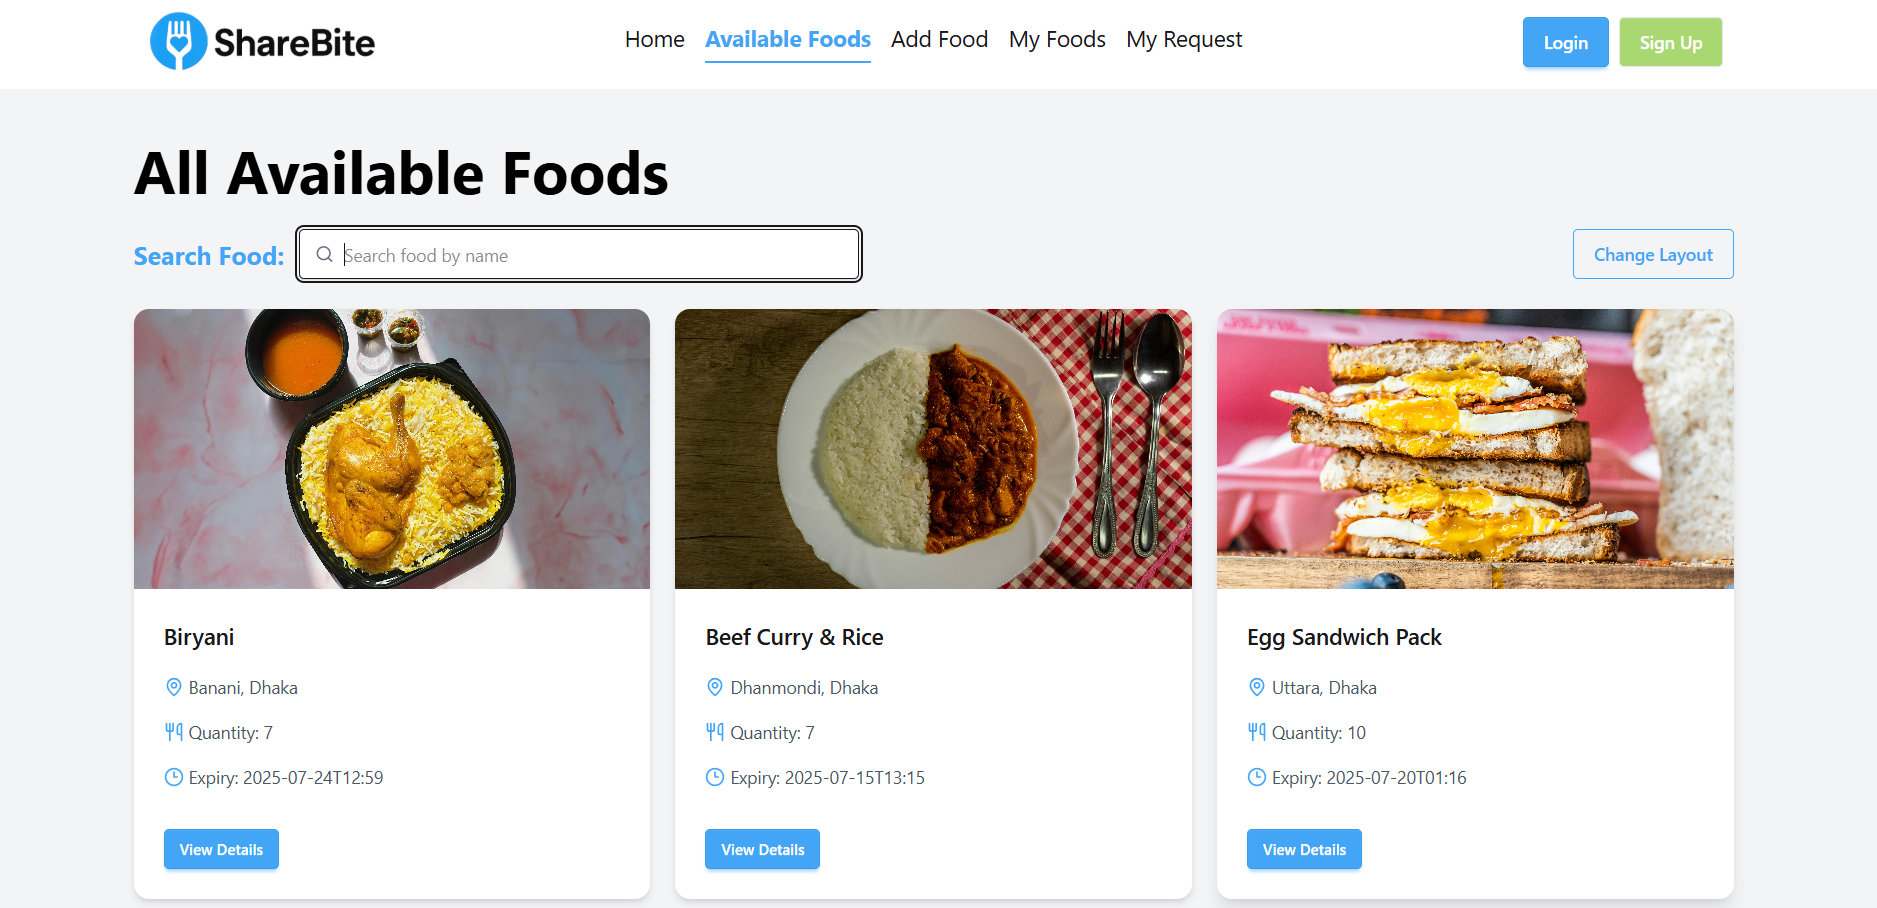 ShareBite
Home Available Foods Add Food My Foods My Request
Login Sign Up
All Available Foods
Search Food: Search food by name
Change Layout
Biryani
Banani, Dhaka
Quantity: 7
Expiry: 2025-07-24T12:59
View Details
Beef Curry & Rice
Dhanmondi, Dhaka
Quantity: 7
Expiry: 2025-07-15T13:15
View Details
Egg Sandwich Pack
Uttara, Dhaka
Quantity: 10
Expiry: 2025-07-20T01:16
View Details